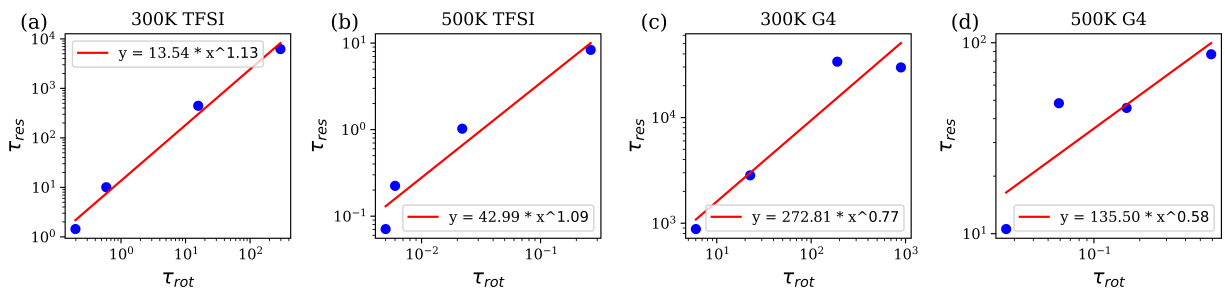 (a) 300K TFSI
y = 13.54 * x^1.13
τres
10^4
10^3
10^2
10^1
10^0
10^0 10^1 10^2
τrot
(b) 500K TFSI
y = 42.99 * x^1.09
τres
10^1
10^0
10^-1
10^-2 10^-1
τrot
(c) 300K G4
y = 272.81 * x^0.77
τres
10^4
10^3
10^1 10^2 10^3
τrot
(d) 500K G4
y = 135.50 * x^0.58
τres
10^2
10^1
10^-1
τrot